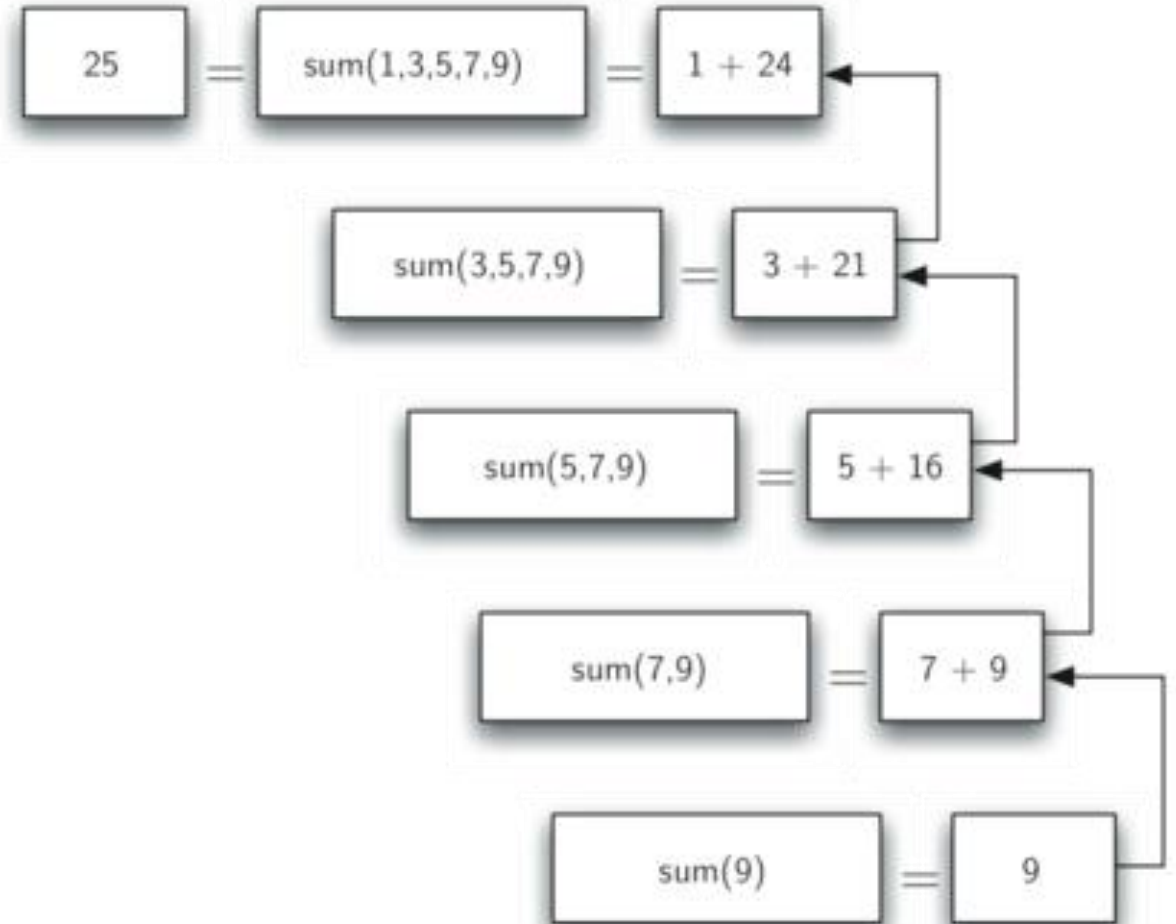 25 = sum(1,3,5,7,9) = 1 + 24
sum(3,5,7,9) = 3 + 21
sum(5,7,9) = 5 + 16
sum(7,9) = 7 + 9
sum(9) = 9